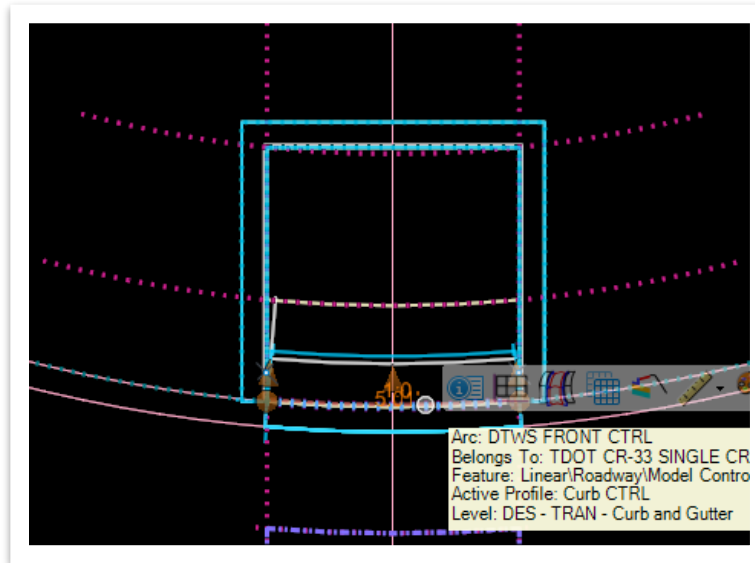 Arc: DTWS FRONT CTRL
Belongs To: TDOT CR-33 SINGLE CR
Feature: Linear\Roadway\Model Contro
Active Profile: Curb CTRL
Level: DES - TRAN - Curb and Gutter